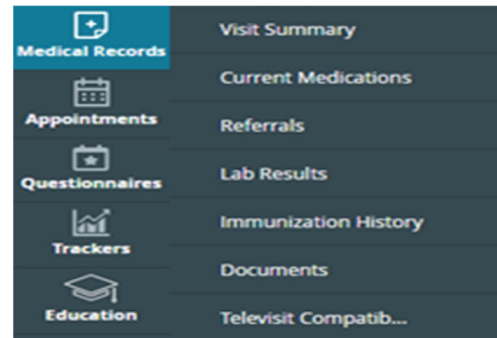 Medical Records
Appointments
Questionnaires
Trackers
Education
Visit Summary
Current Medications
Referrals
Lab Results
Immunization History
Documents
Televisit Compatib...